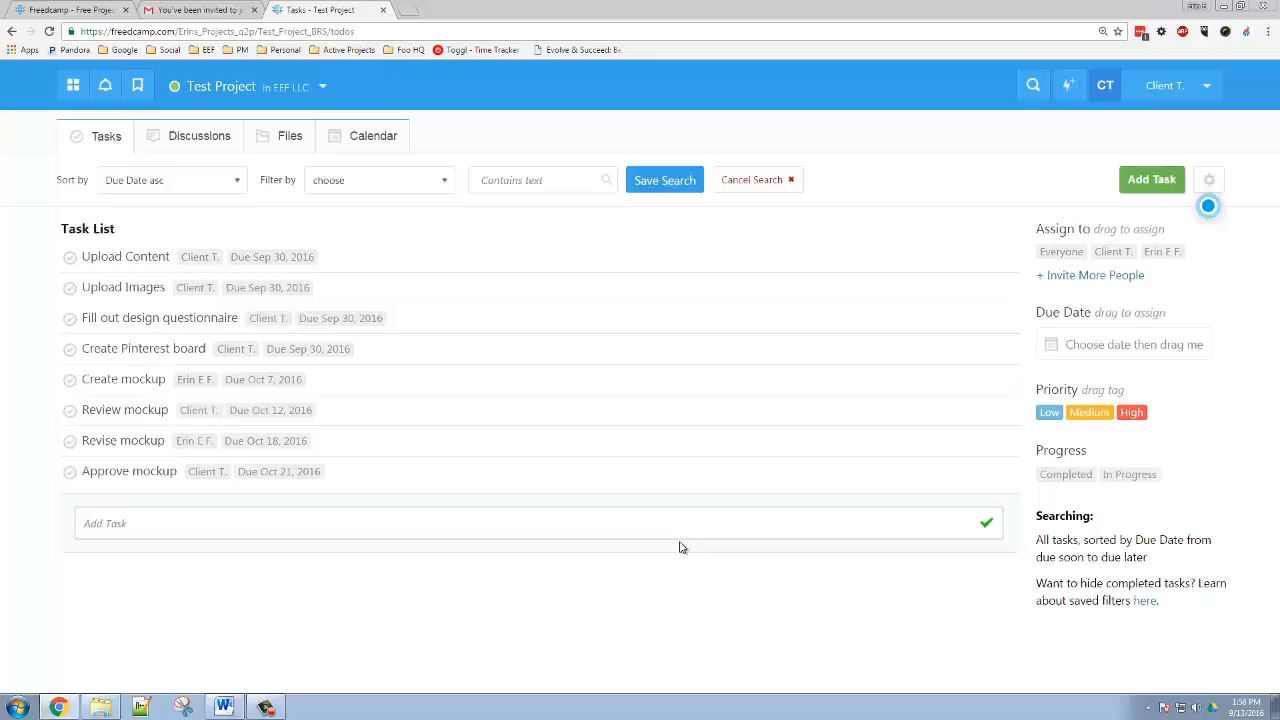 Freedcamp - Free Proje
You've been invited to jo
Tasks - Test Project
https://freedcamp.com/Erins_Projects_q2p/Test_Project_BRS/todos
Apps Pandora Google Social EEF PM Personal Active Projects Foo HQ Toggl - Time Tracker Evolve & Succeed: E
Test Project in EEF LLC
CT Client T.
Tasks Discussions Files Calendar
Sort by Due Date asc Filter by choose Contains text Save Search Cancel Search Add Task
Task List
Upload Content Client T. Due Sep 30, 2016
Upload Images Client T. Due Sep 30, 2016
Fill out design questionnaire Client T. Due Sep 30, 2016
Create Pinterest board Client T. Due Sep 30, 2016
Create mockup Erin E F. Due Oct 7, 2016
Review mockup Client T. Due Oct 12, 2016
Revise mockup Erin E F. Due Oct 18, 2016
Approve mockup Client T. Due Oct 21, 2016
Add Task
Assign to drag to assign
Everyone Client T. Erin E F.
+ Invite More People
Due Date drag to assign
Choose date then drag me
Priority drag tag
Low Medium High
Progress
Completed In Progress
Searching:
All tasks, sorted by Due Date from
due soon to due later
Want to hide completed tasks? Learn
about saved filters here.
1:58 PM
9/13/2016